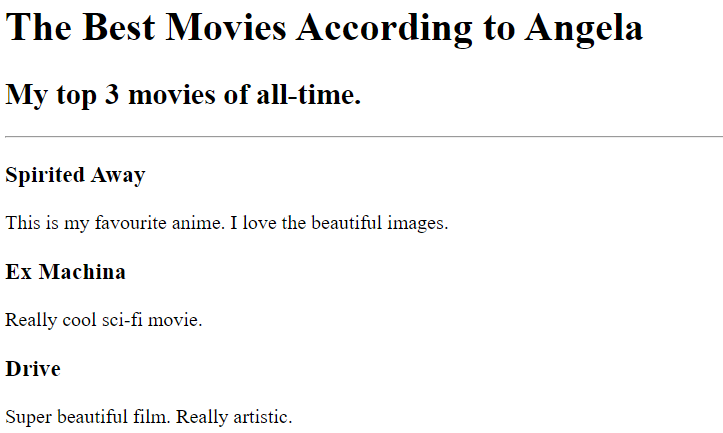 The Best Movies According to Angela
My top 3 movies of all-time.
Spirited Away
This is my favourite anime. I love the beautiful images.
Ex Machina
Really cool sci-fi movie.
Drive
Super beautiful film. Really artistic.